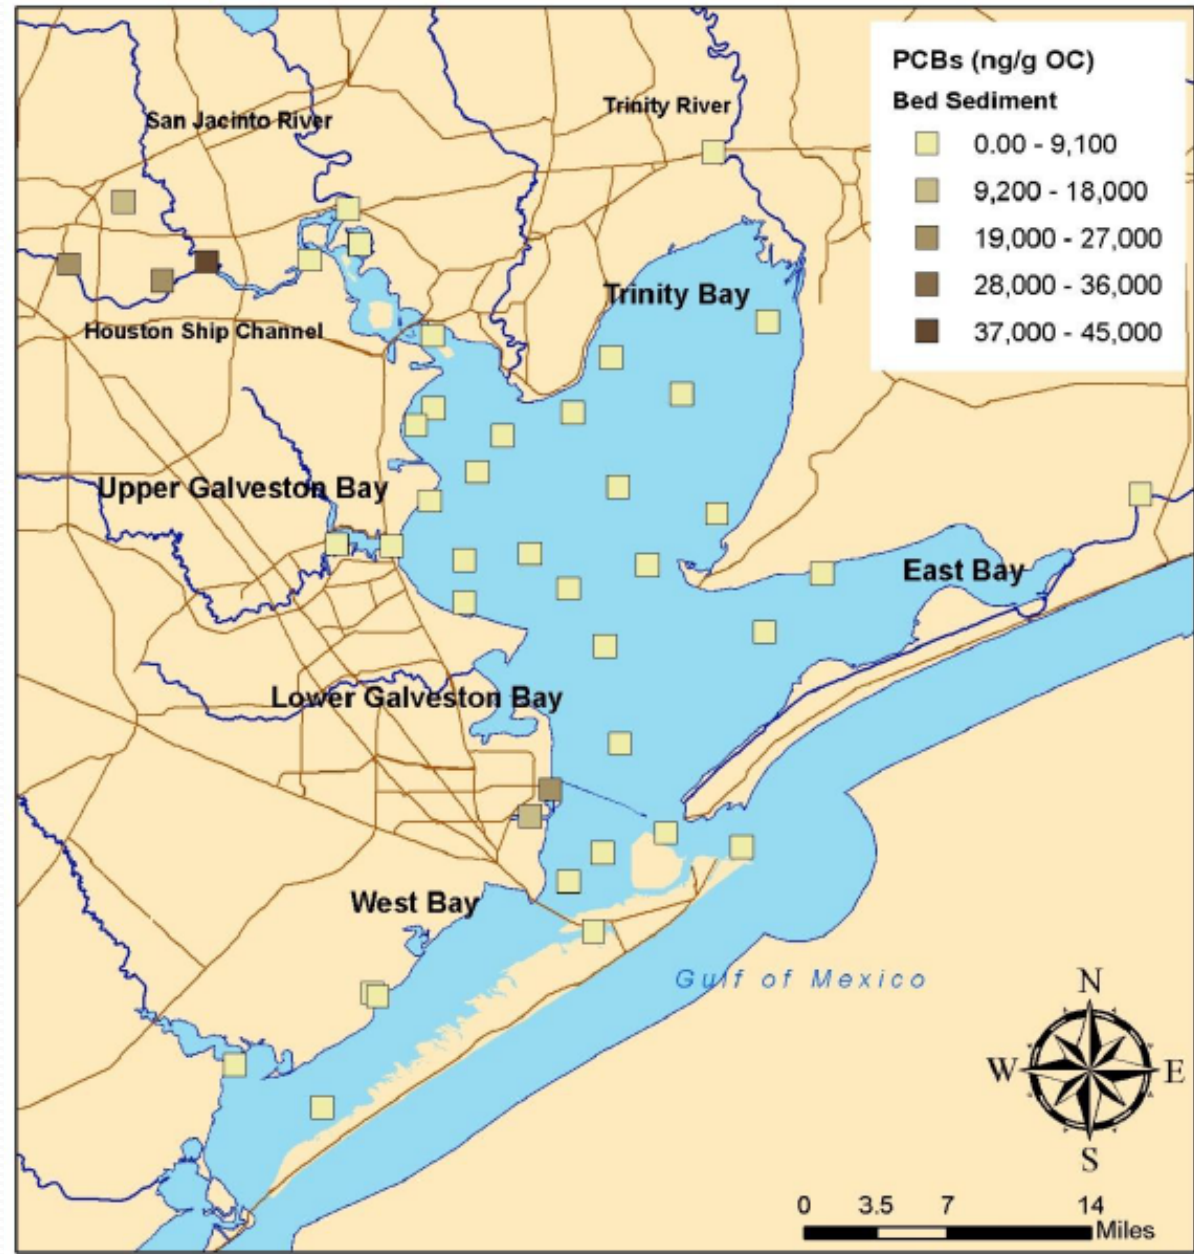 PCBs (ng/g OC)
Bed Sediment
0.00 - 9,100
9,200 - 18,000
19,000 - 27,000
28,000 - 36,000
37,000 - 45,000
San Jacinto River
Trinity River
Trinity Bay
Houston Ship Channel
Upper Galveston Bay
East Bay
Lower Galveston Bay
West Bay
Gulf of Mexico
N
W
E
S
0 3.5 7 14
Miles